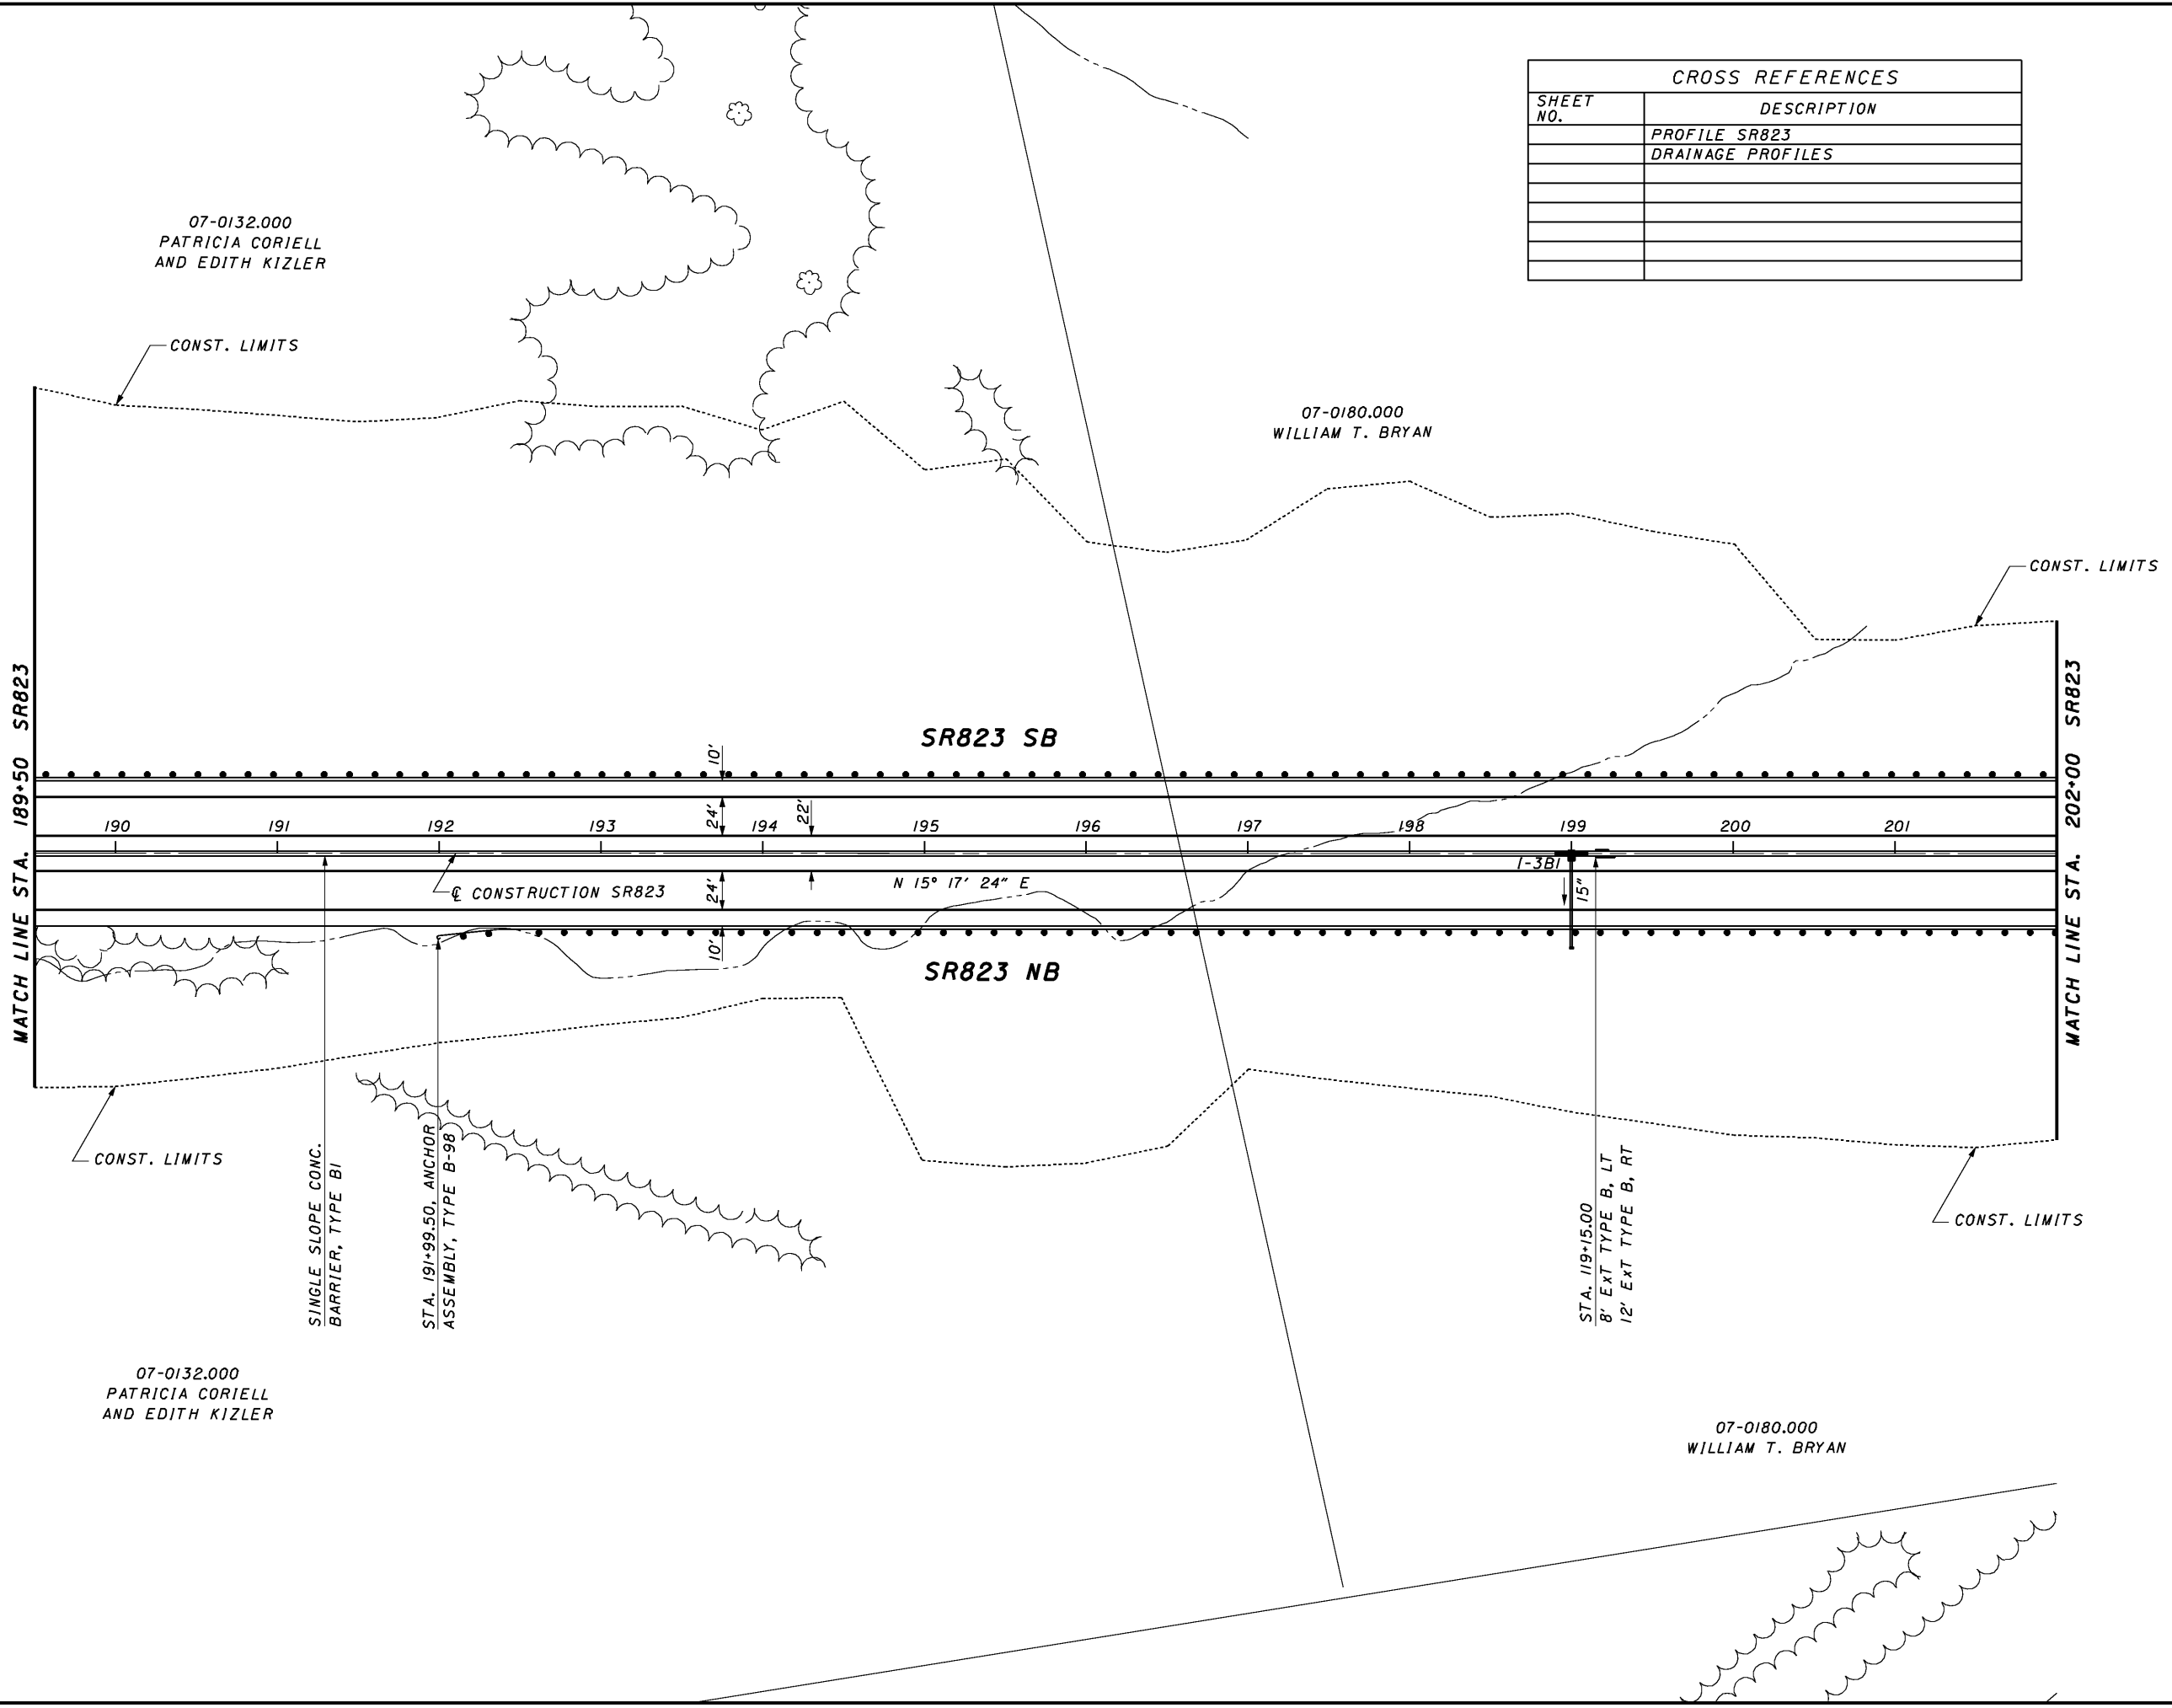 CROSS REFERENCES
SHEET NO.
DESCRIPTION
PROFILE SR823
DRAINAGE PROFILES
07-0132.000
PATRICIA CORIELL
AND EDITH KIZLER
CONST. LIMITS
07-0180.000
WILLIAM T. BRYAN
CONST. LIMITS
MATCH LINE STA. 189+50 SR823
MATCH LINE STA. 202+00 SR823
SR823 SB
10'
24'
22'
190
191
192
193
194
195
196
197
198
199
200
201
I-3B1
15"
℄ CONSTRUCTION SR823
24'
N 15° 17' 24" E
10'
SR823 NB
CONST. LIMITS
SINGLE SLOPE CONC.
BARRIER, TYPE B1
STA. 191+99.50, ANCHOR
ASSEMBLY, TYPE B-98
STA. 119+15.00
8' ExT TYPE B, LT
12' ExT TYPE B, RT
CONST. LIMITS
07-0132.000
PATRICIA CORIELL
AND EDITH KIZLER
07-0180.000
WILLIAM T. BRYAN